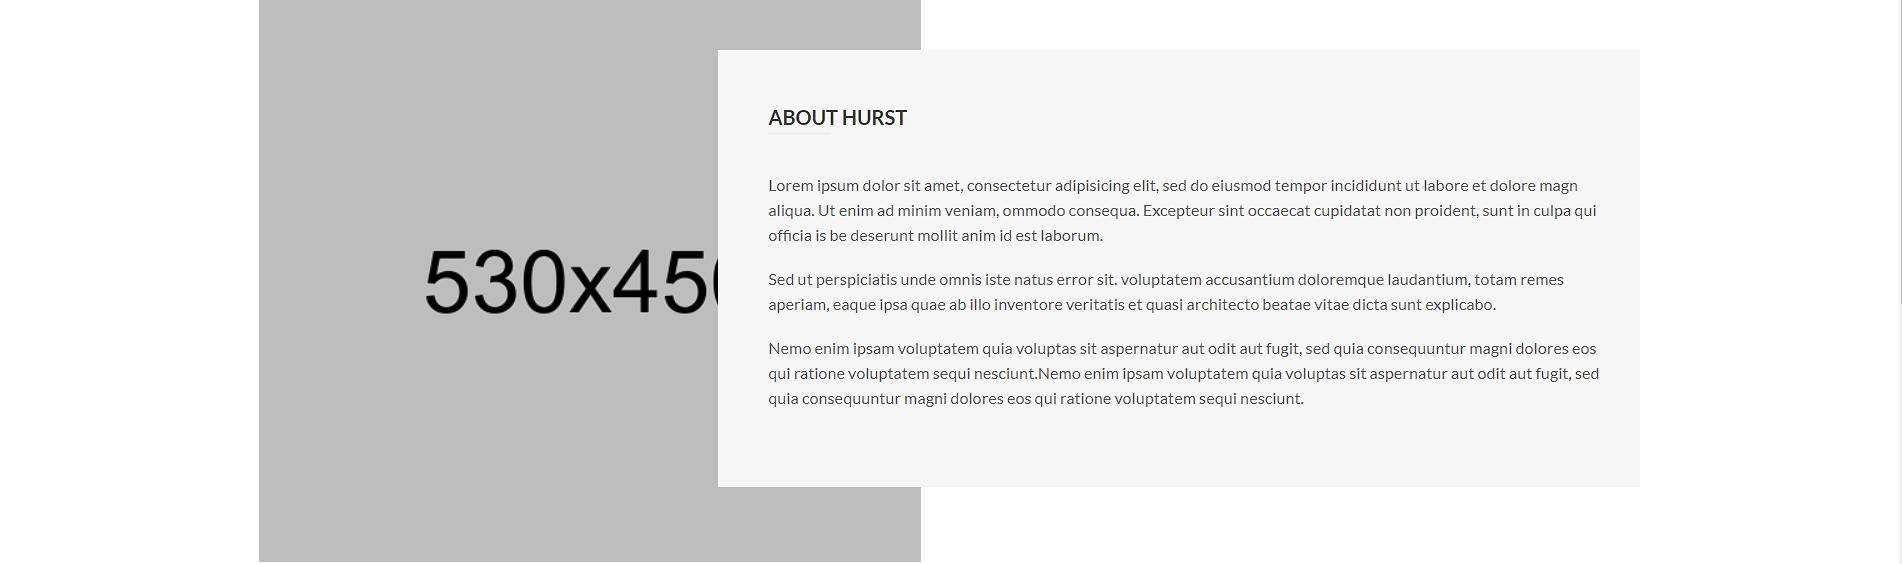 530x450
ABOUT HURST
Lorem ipsum dolor sit amet, consectetur adipisicing elit, sed do eiusmod tempor incididunt ut labore et dolore magn
aliqua. Ut enim ad minim veniam, ommodo consequa. Excepteur sint occaecat cupidatat non proident, sunt in culpa qui
officia is be deserunt mollit anim id est laborum.
Sed ut perspiciatis unde omnis iste natus error sit. voluptatem accusantium doloremque laudantium, totam remes
aperiam, eaque ipsa quae ab illo inventore veritatis et quasi architecto beatae vitae dicta sunt explicabo.
Nemo enim ipsam voluptatem quia voluptas sit aspernatur aut odit aut fugit, sed quia consequuntur magni dolores eos
qui ratione voluptatem sequi nesciunt.Nemo enim ipsam voluptatem quia voluptas sit aspernatur aut odit aut fugit, sed
quia consequuntur magni dolores eos qui ratione voluptatem sequi nesciunt.